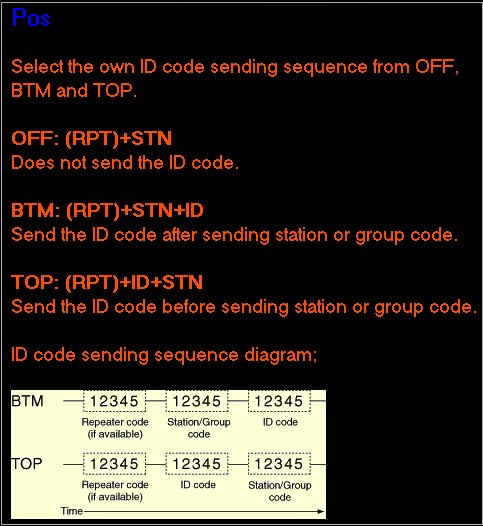 Pos
Select the own ID code sending sequence from OFF,
BTM and TOP.
OFF: (RPT)+STN
Does not send the ID code.
BTM: (RPT)+STN+ID
Send the ID code after sending station or group code.
TOP: (RPT)+ID+STN
Send the ID code before sending station or group code.
ID code sending sequence diagram;
BTM 12345 12345 12345
Repeater code Station/Group ID code
(if available) code
TOP 12345 12345 12345
Repeater code ID code Station/Group
(if available) code
Time